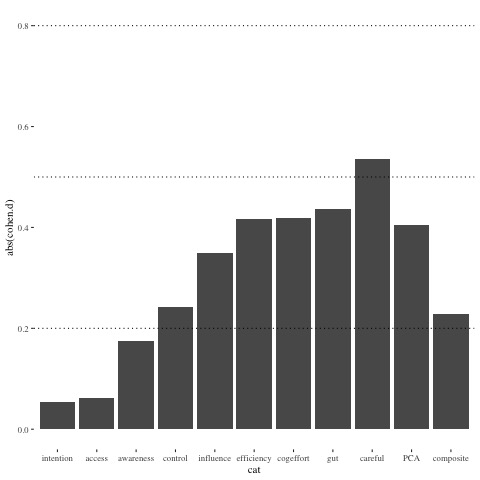 0.8
0.6
0.4
0.2
0.0
abs(cohen.d)
intention access awareness control influence efficiency cogeffort gut careful PCA composite
cat